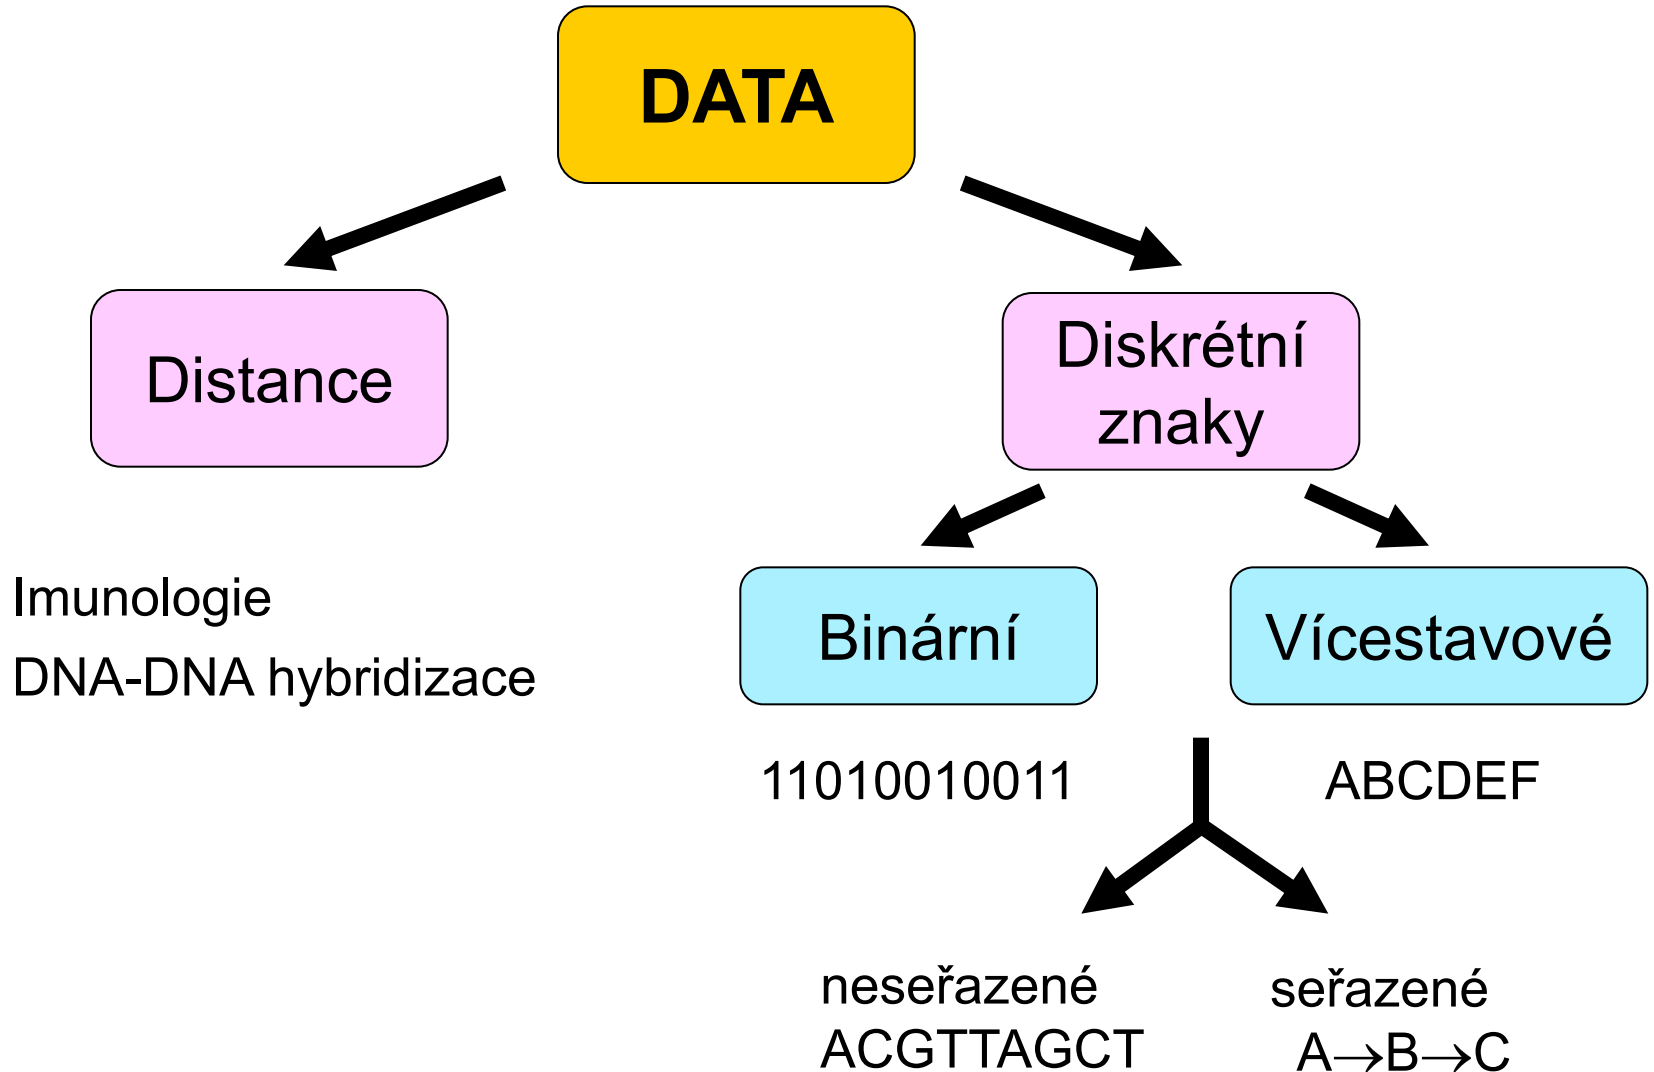 DATA
Distance
Diskrétní
znaky
Imunologie
DNA-DNA hybridizace
Binární
Vícestavové
11010010011
ABCDEF
neseřazené
ACGTTAGCT
seřazené
A→B→C